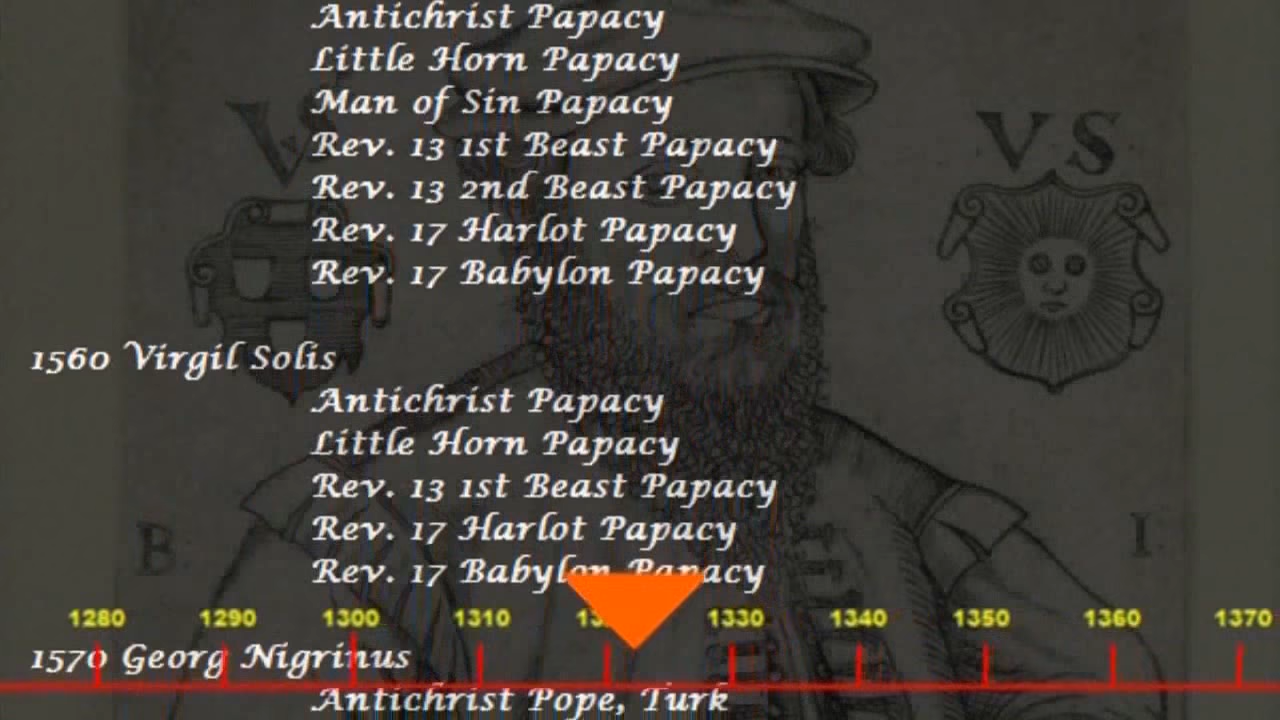 Antichrist Papacy
Little Horn Papacy
Man of Sin Papacy
Rev. 13 1st Beast Papacy
Rev. 13 2nd Beast Papacy
Rev. 17 Harlot Papacy
Rev. 17 Babylon Papacy
V VS
1560 Virgil Solis
Antichrist Papacy
Little Horn Papacy
Rev. 13 1st Beast Papacy
Rev. 17 Harlot Papacy
B. I.
Rev. 17 Babylon Papacy
1280 1290 1300 1310 1330 1340 1350 1360 1370
1570 Georg Nigrinus
Antichrist Pope, Turk